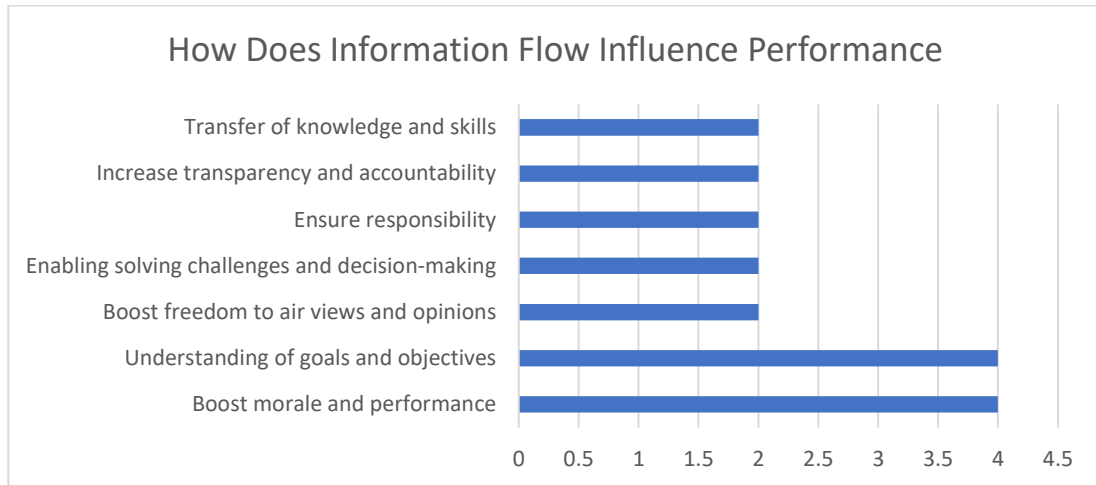 How Does Information Flow Influence Performance
Transfer of knowledge and skills
Increase transparency and accountability
Ensure responsibility
Enabling solving challenges and decision-making
Boost freedom to air views and opinions
Understanding of goals and objectives
Boost morale and performance
0 0.5 1 1.5 2 2.5 3 3.5 4 4.5